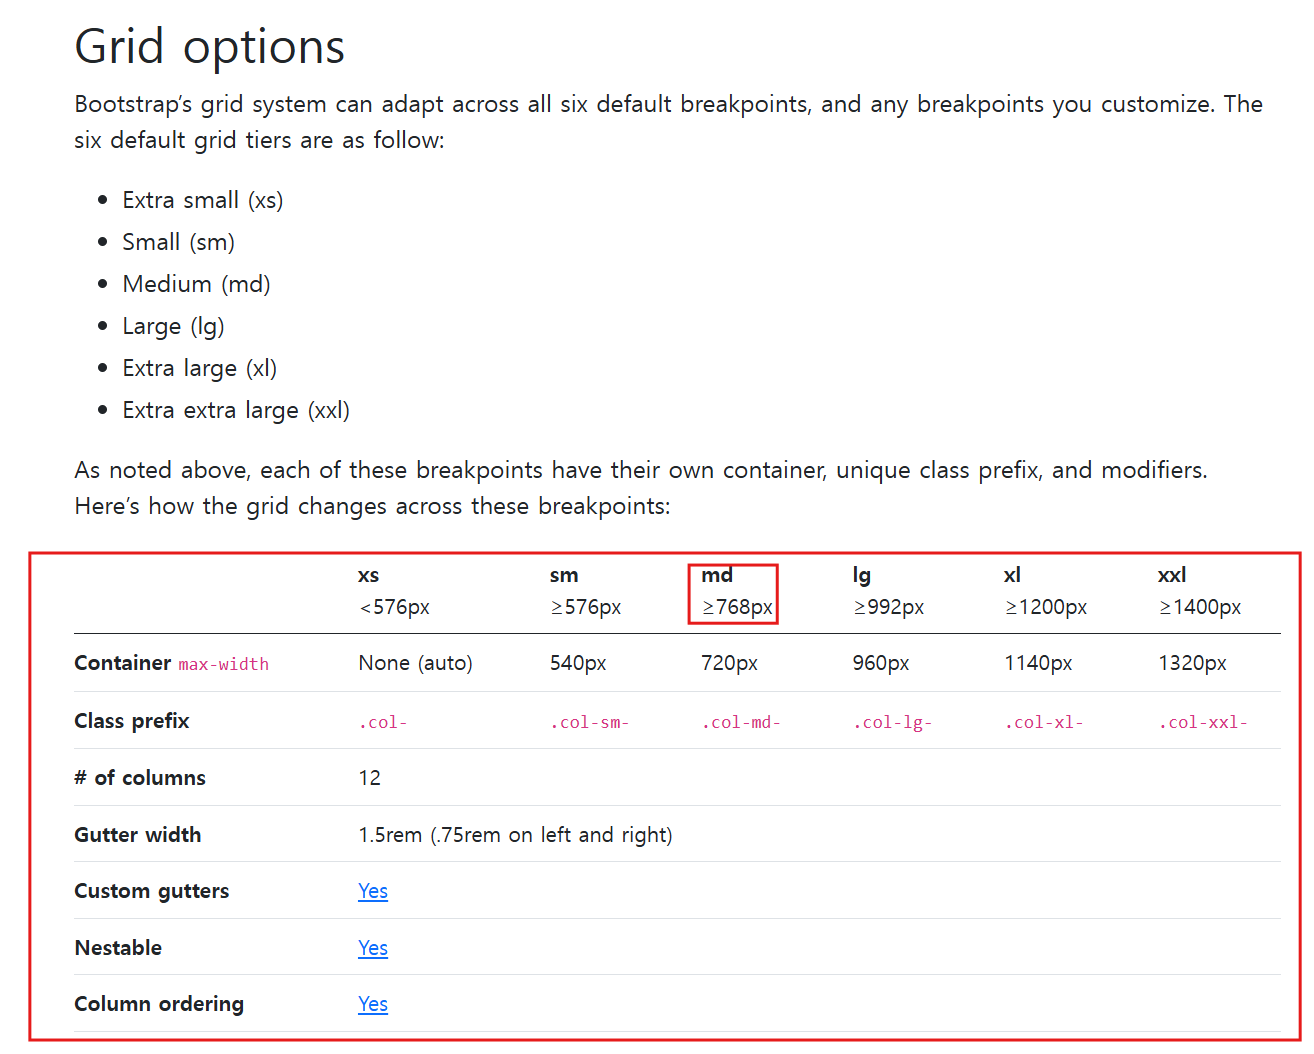 Grid options
Bootstrap’s grid system can adapt across all six default breakpoints, and any breakpoints you customize. The
six default grid tiers are as follow:
• Extra small (xs)
• Small (sm)
• Medium (md)
• Large (lg)
• Extra large (xl)
• Extra extra large (xxl)
As noted above, each of these breakpoints have their own container, unique class prefix, and modifiers.
Here’s how the grid changes across these breakpoints:
xs sm md lg xl xxl
<576px ≥576px ≥768px ≥992px ≥1200px ≥1400px
Container max-width None (auto) 540px 720px 960px 1140px 1320px
Class prefix .col- .col-sm- .col-md- .col-lg- .col-xl- .col-xxl-
# of columns 12
Gutter width 1.5rem (.75rem on left and right)
Custom gutters Yes
Nestable Yes
Column ordering Yes